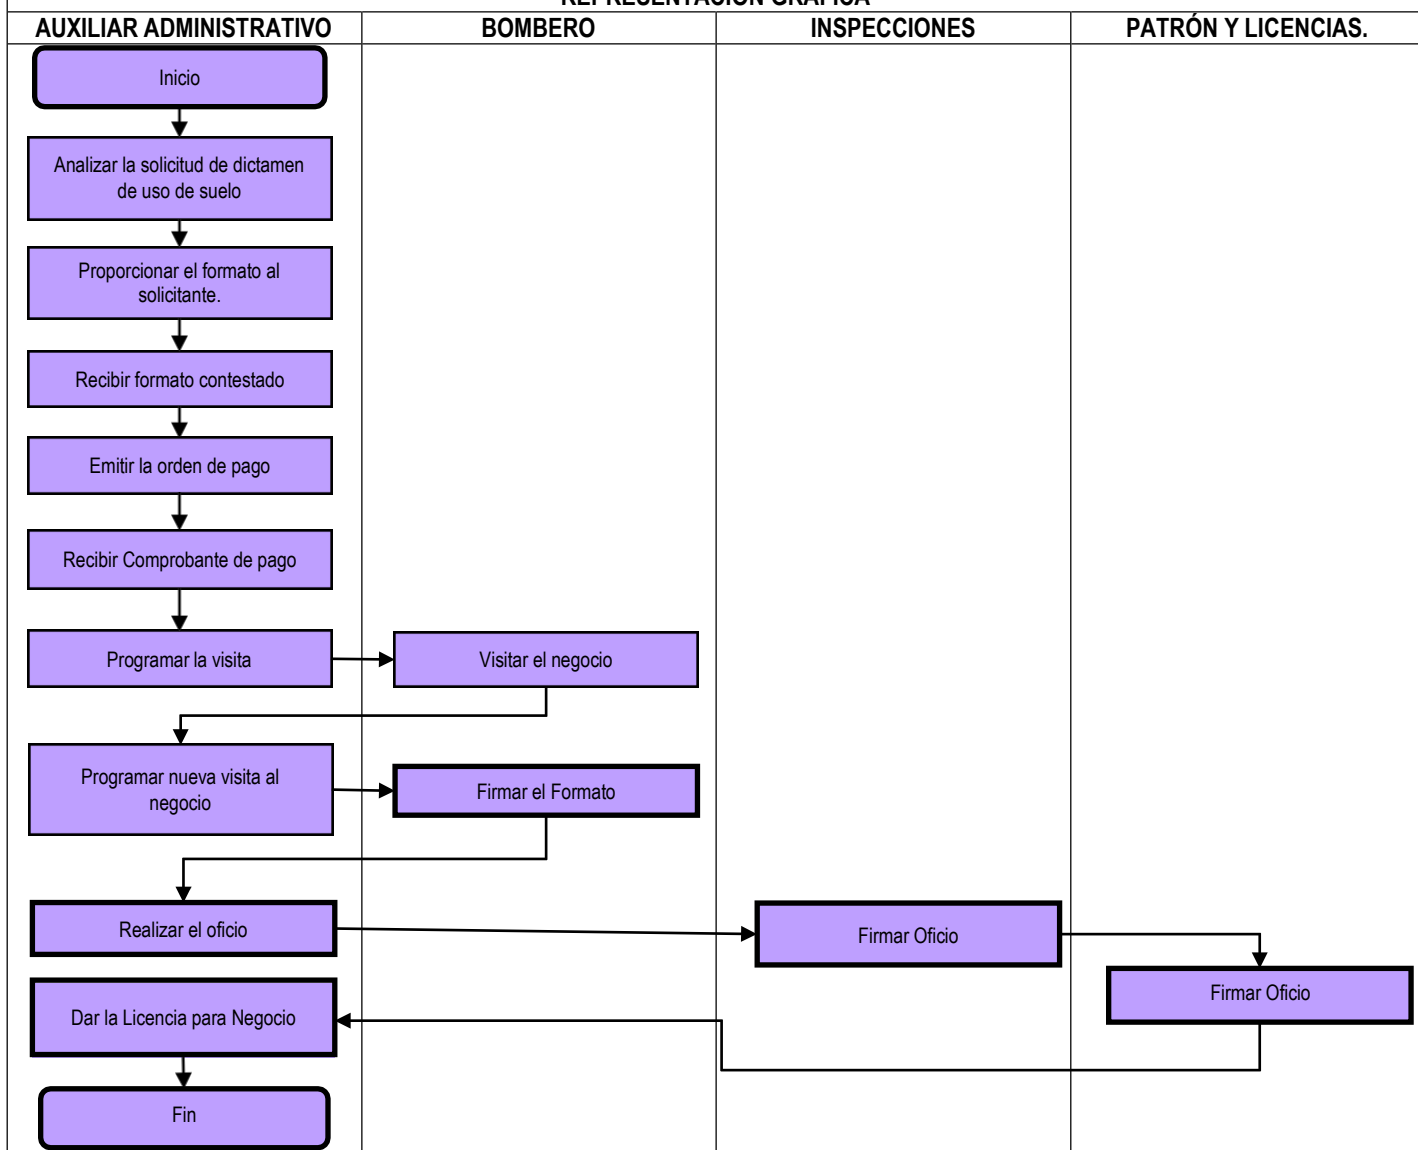 REPRESENTACIÓN GRÁFICA
AUXILIAR ADMINISTRATIVO
BOMBERO
INSPECCIONES
PATRÓN Y LICENCIAS.
Inicio
Analizar la solicitud de dictamen
de uso de suelo
Proporcionar el formato al
solicitante.
Recibir formato contestado
Emitir la orden de pago
Recibir Comprobante de pago
Programar la visita
Visitar el negocio
Programar nueva visita al
negocio
Firmar el Formato
Realizar el oficio
Firmar Oficio
Firmar Oficio
Dar la Licencia para Negocio
Fin